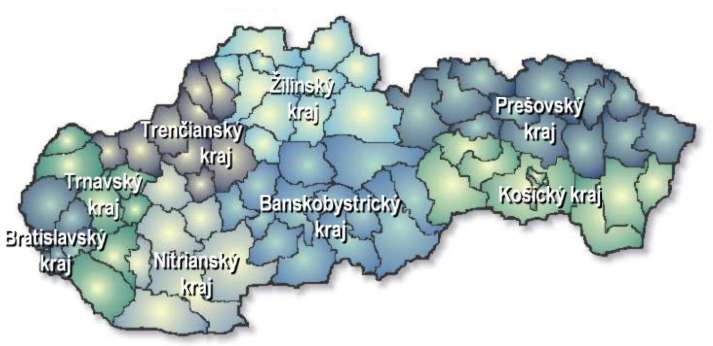 Žilinský
kraj
Prešovský
kraj
Trenčiansky
kraj
Trnavský
kraj
Košický kraj
Banskobystrický
kraj
Bratislavský
kraj
Nitriansky
kraj